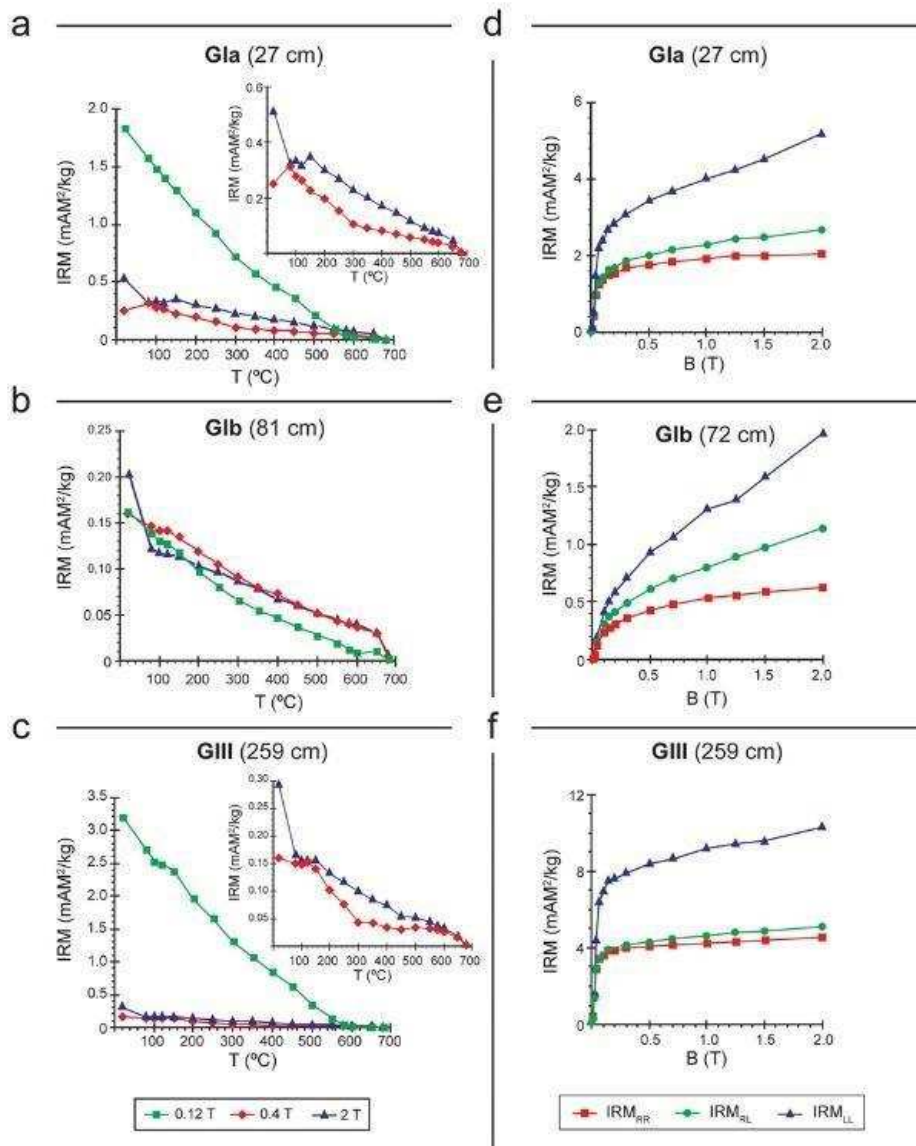 a
GIa (27 cm)
IRM (mAM²/kg)
2.0
1.5
1.0
0.5
0
100 200 300 400 500 600 700
T (ºC)
IRM (mAM²/kg)
0.6
0.4
0.2
100 200 300 400 500 600 700
T (ºC)
b
GIb (81 cm)
IRM (mAM²/kg)
0.25
0.20
0.15
0.10
0.05
0
100 200 300 400 500 600 700
T (ºC)
c
GIII (259 cm)
IRM (mAM²/kg)
3.5
3.0
2.5
2.0
1.5
1.0
0.5
0
100 200 300 400 500 600 700
T (ºC)
IRM (mAM²/kg)
0.30
0.25
0.20
0.15
0.10
0.05
100 200 300 400 500 600 700
T (ºC)
0.12 T 0.4 T 2 T
d
GIa (27 cm)
IRM (mAM²/kg)
6
4
2
0
0.5 1.0 1.5 2.0
B (T)
e
GIb (72 cm)
IRM (mAM²/kg)
2.0
1.5
1.0
0.5
0
0.5 1.0 1.5 2.0
B (T)
f
GIII (259 cm)
IRM (mAM²/kg)
12
8
4
0
0.5 1.0 1.5 2.0
B (T)
IRM_RR IRM_RL IRM_LL